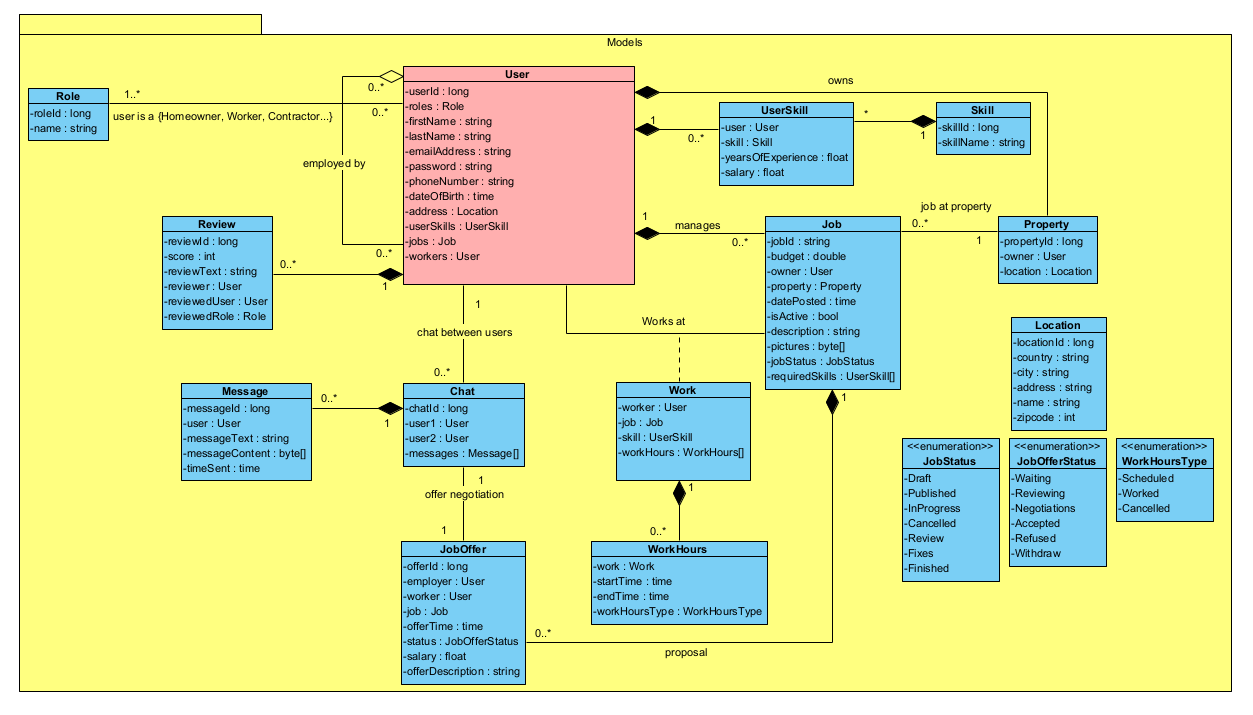 Models
Role
-roleId : long
-name : string
1..*
0..*
user is a {Homeowner, Worker, Contractor...}
0..*
employed by
0..*
User
-userId : long
-roles : Role
-firstName : string
-lastName : string
-emailAddress : string
-password : string
-phoneNumber : string
-dateOfBirth : time
-address : Location
-userSkills : UserSkill
-jobs : Job
-workers : User
owns
1
0..*
UserSkill
-user : User
-skill : Skill
-yearsOfExperience : float
-salary : float
*
1
Skill
-skillId : long
-skillName : string
Review
-reviewId : long
-score : int
-reviewText : string
-reviewer : User
-reviewedUser : User
-reviewedRole : Role
0..*
1
1
manages
0..*
Job
-jobId : string
-budget : double
-owner : User
-property : Property
-datePosted : time
-isActive : bool
-description : string
-pictures : byte[]
-jobStatus : JobStatus
-requiredSkills : UserSkill[]
job at property
0..*
1
Property
-propertyId : long
-owner : User
-location : Location
1
chat between users
0..*
Works at
Location
-locationId : long
-country : string
-city : string
-address : string
-name : string
-zipcode : int
Message
-messageId : long
-user : User
-messageText : string
-messageContent : byte[]
-timeSent : time
0..*
1
Chat
-chatId : long
-user1 : User
-user2 : User
-messages : Message[]
Work
-worker : User
-job : Job
-skill : UserSkill
-workHours : WorkHours[]
1
<<enumeration>>
JobStatus
-Draft
-Published
-InProgress
-Cancelled
-Review
-Fixes
-Finished
<<enumeration>>
JobOfferStatus
-Waiting
-Reviewing
-Negotiations
-Accepted
-Refused
-Withdraw
<<enumeration>>
WorkHoursType
-Scheduled
-Worked
-Cancelled
1
offer negotiation
1
1
0..*
JobOffer
-offerId : long
-employer : User
-worker : User
-job : Job
-offerTime : time
-status : JobOfferStatus
-salary : float
-offerDescription : string
WorkHours
-work : Work
-startTime : time
-endTime : time
-workHoursType : WorkHoursType
0..*
proposal